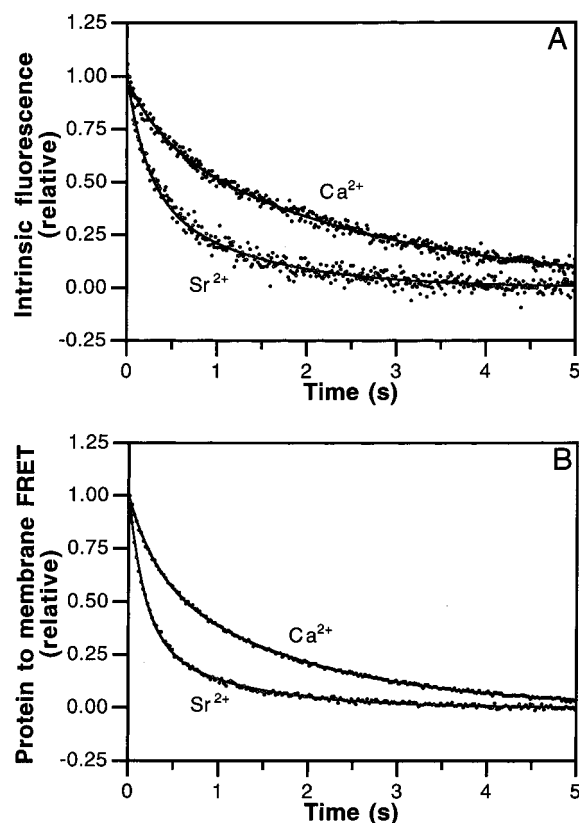 A
Intrinsic fluorescence
(relative)
1.25
1.00
0.75
0.50
0.25
0.00
-0.25
Ca²⁺
Sr²⁺
0 1 2 3 4 5
Time (s)
B
Protein to membrane FRET
(relative)
1.25
1.00
0.75
0.50
0.25
0.00
-0.25
Ca²⁺
Sr²⁺
0 1 2 3 4 5
Time (s)